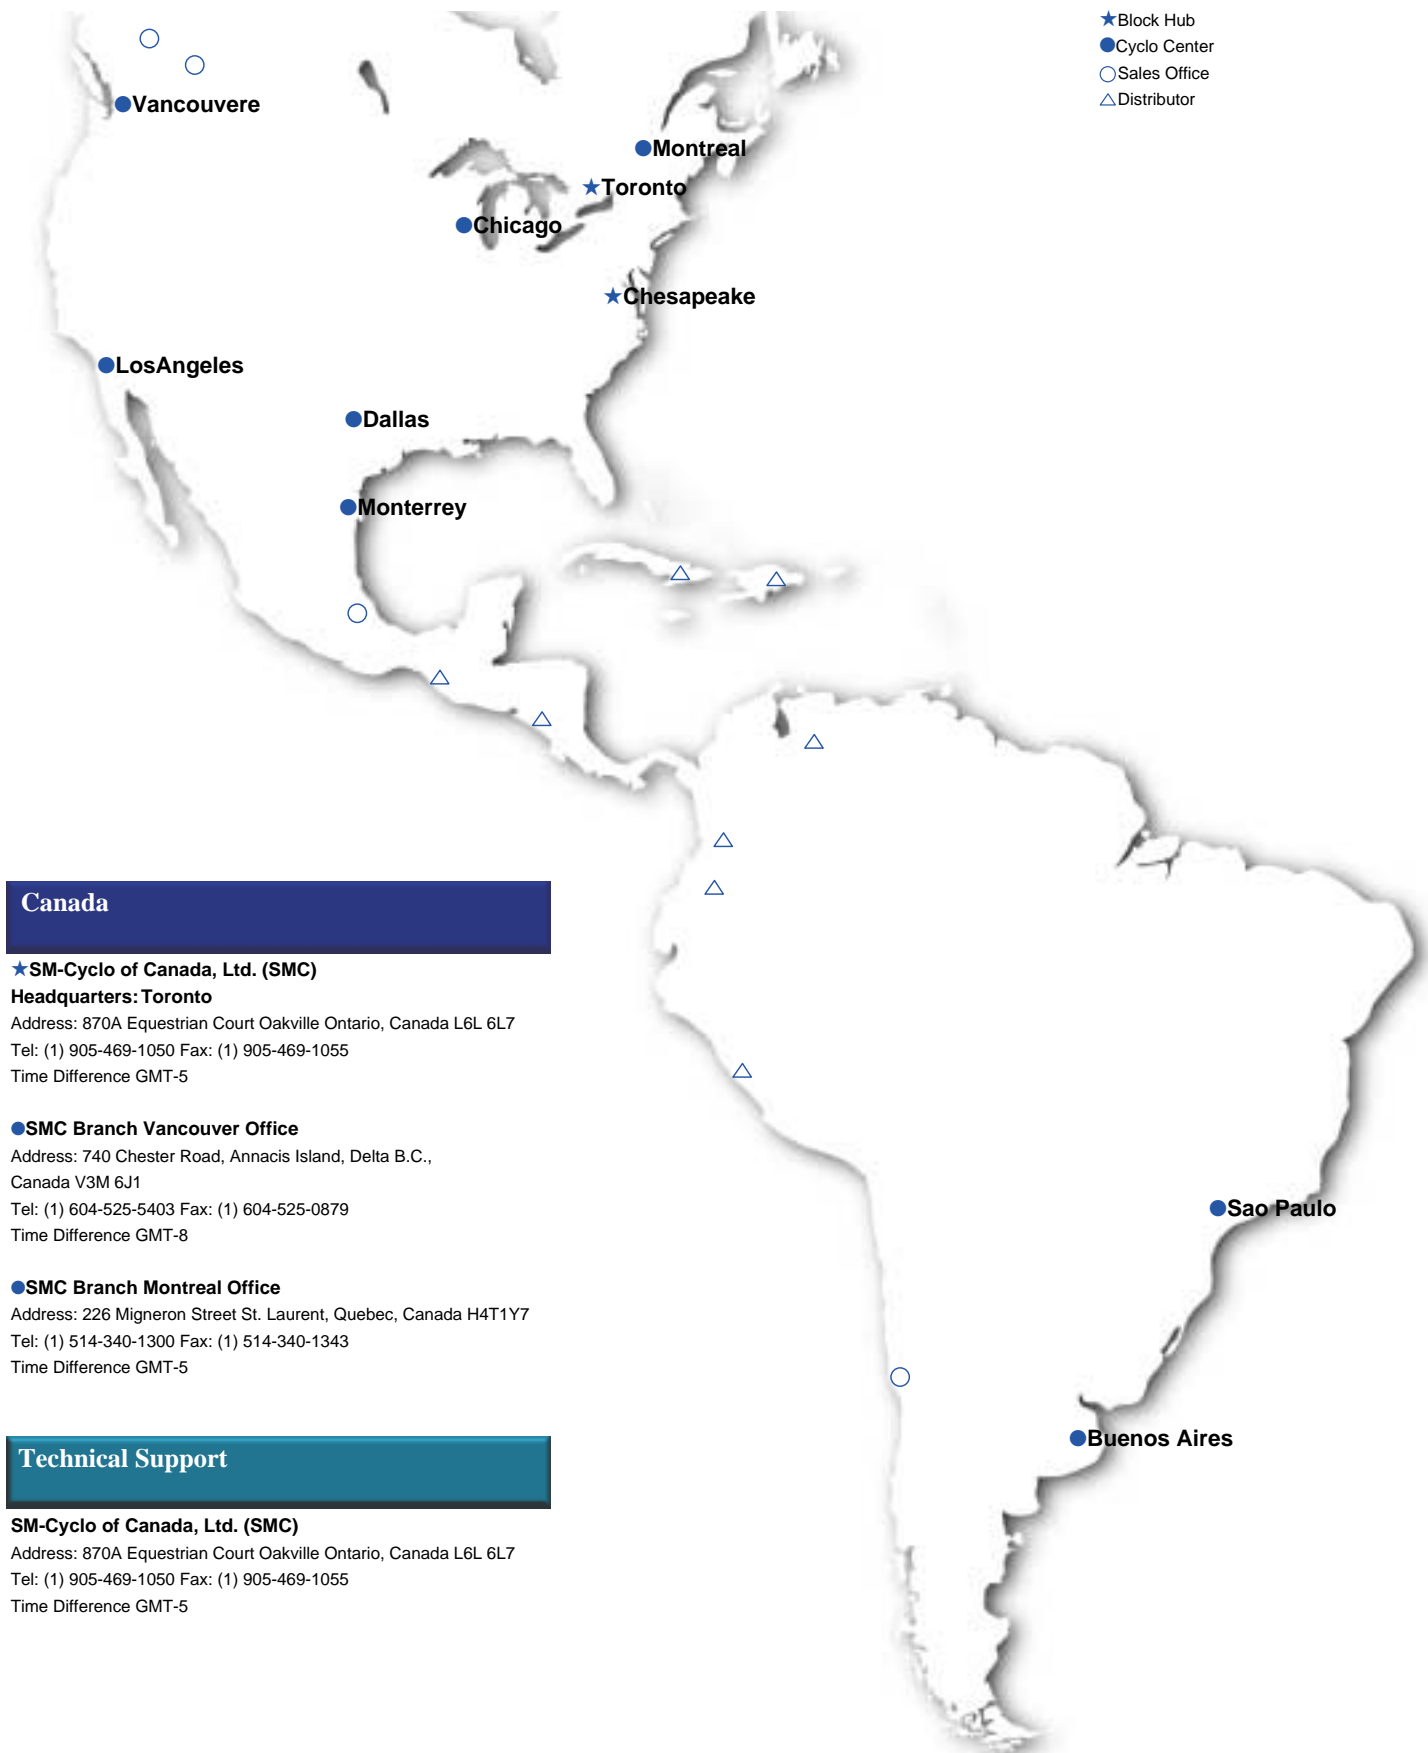 ★Block Hub
●Cyclo Center
○Sales Office
△Distributor
●Vancouvere
●Montreal
★Toronto
●Chicago
★Chesapeake
●LosAngeles
●Dallas
●Monterrey
●Sao Paulo
●Buenos Aires
Canada
★SM-Cyclo of Canada, Ltd. (SMC)
Headquarters: Toronto
Address: 870A Equestrian Court Oakville Ontario, Canada L6L 6L7
Tel: (1) 905-469-1050 Fax: (1) 905-469-1055
Time Difference GMT-5
●SMC Branch Vancouver Office
Address: 740 Chester Road, Annacis Island, Delta B.C.,
Canada V3M 6J1
Tel: (1) 604-525-5403 Fax: (1) 604-525-0879
Time Difference GMT-8
●SMC Branch Montreal Office
Address: 226 Migneron Street St. Laurent, Quebec, Canada H4T1Y7
Tel: (1) 514-340-1300 Fax: (1) 514-340-1343
Time Difference GMT-5
Technical Support
SM-Cyclo of Canada, Ltd. (SMC)
Address: 870A Equestrian Court Oakville Ontario, Canada L6L 6L7
Tel: (1) 905-469-1050 Fax: (1) 905-469-1055
Time Difference GMT-5